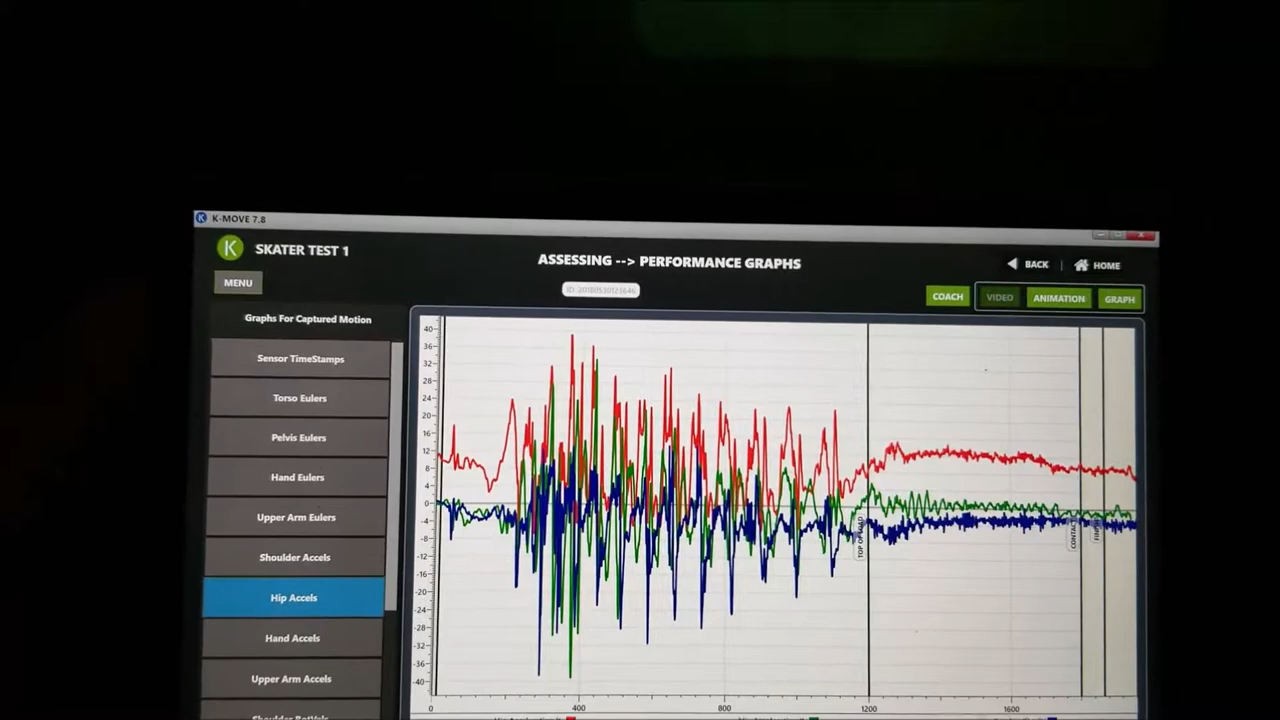 K-MOVE 7.8
K
SKATER TEST 1
ASSESSING --> PERFORMANCE GRAPHS
BACK
HOME
MENU
ID: 20180530125646
COACH
VIDEO
ANIMATION
GRAPH
Graphs For Captured Motion
Sensor TimeStamps
Torso Eulers
Pelvis Eulers
Hand Eulers
Upper Arm Eulers
Shoulder Accels
Hip Accels
Hand Accels
Upper Arm Accels
40
36
32
28
24
20
16
12
8
4
0
-4
-8
-12
-16
-20
-24
-28
-32
-36
-40
CONTACT
0
400
800
1200
1600